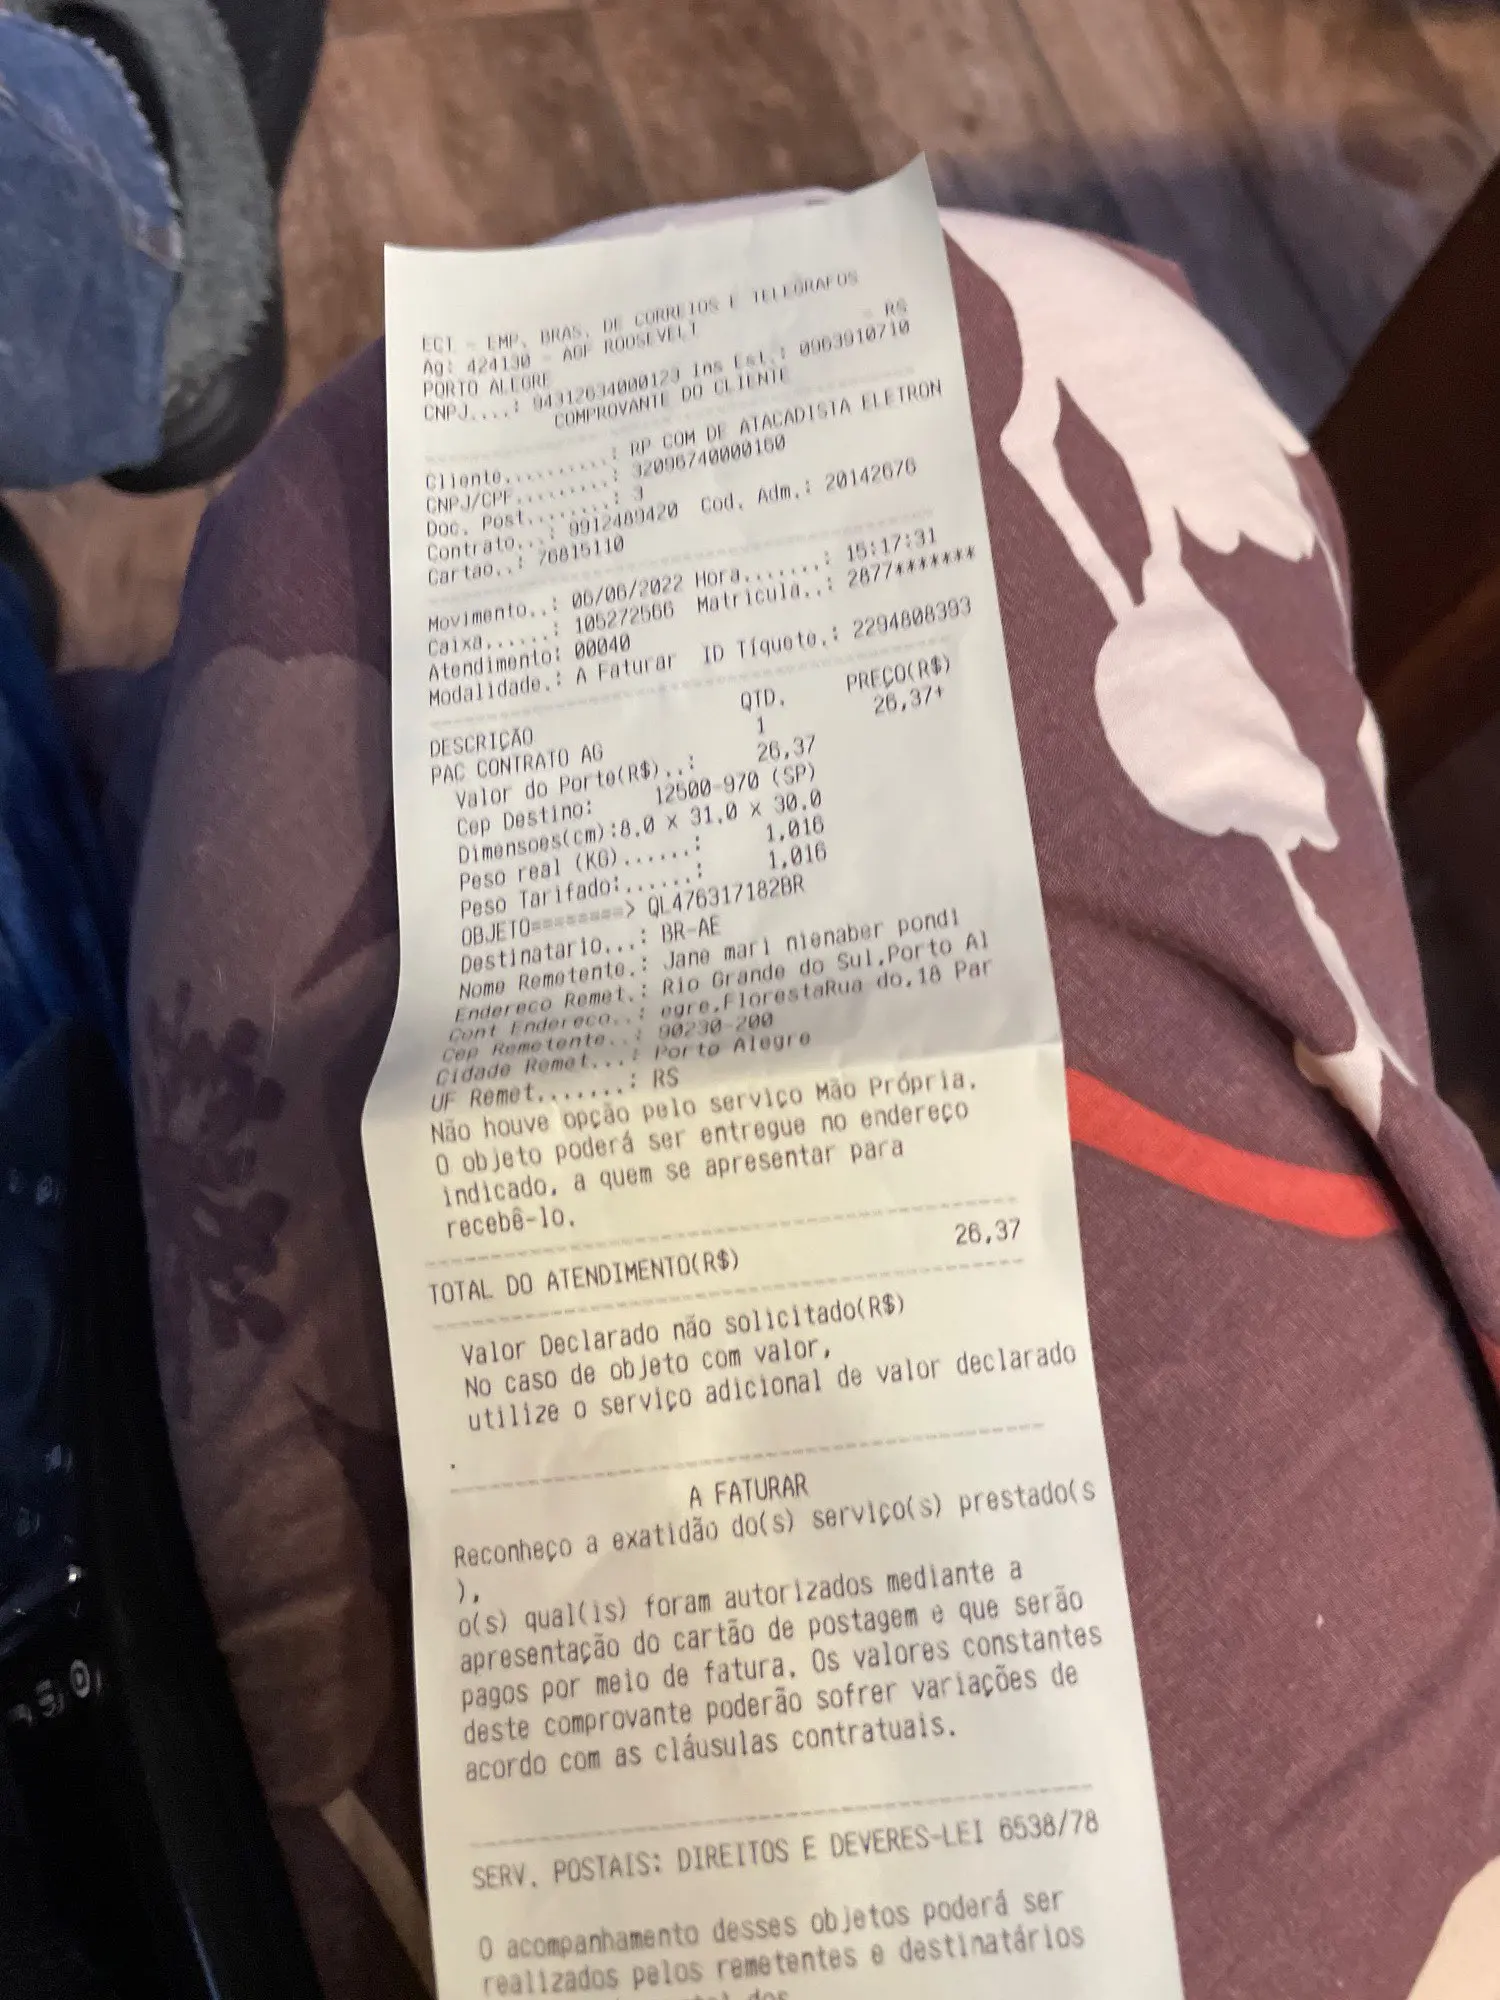 ECT - EMP. BRAS. DE CORREIOS E TELEGRAFOS
Ag: 424130 - AGF ROOSEVELT
PORTO ALEGRE - RS
CNPJ....: 94312634000123 Ins Est.: 0963910710
COMPROVANTE DO CLIENTE
Cliente..........: RP COM DE ATACADISTA ELETRON
CNPJ/CPF.........: 32096740000160
Doc. Post........: 3
Contrato...: 9912489420 Cod. Adm.: 20142676
Cartao..: 76815110
Movimento..: 06/06/2022 Hora.......: 15:17:31
Caixa......: 105272566 Matricula..: 2877*******
Atendimento: 00040
Modalidade.: A Faturar ID Tíquete.: 2294808393
DESCRIÇÃO QTD. PREÇO(R$)
PAC CONTRATO AG 1 26,37+
Valor do Porte(R$)..: 26,37
Cep Destino: 12500-970 (SP)
Dimensoes(cm):8.0 x 31.0 x 30.0
Peso real (KG)......: 1,016
Peso Tarifado:......: 1,016
OBJETO========> QL476317182BR
Destinatario...: BR-AE
Nome Remetente.: Jane mari nienaber pondi
Endereco Remet.: Rio Grande do Sul,Porto Al
Cont Endereco..: egre,FlorestaRua do,18 Par
Cep Remetente..: 90230-200
Cidade Remet...: Porto Alegre
UF Remet.......: RS
Não houve opção pelo serviço Mão Própria.
O objeto poderá ser entregue no endereço
indicado, a quem se apresentar para
recebê-lo.
TOTAL DO ATENDIMENTO(R$) 26,37
Valor Declarado não solicitado(R$)
No caso de objeto com valor,
utilize o serviço adicional de valor declarado
.
A FATURAR
Reconheço a exatidão do(s) serviço(s) prestado(s
),
o(s) qual(is) foram autorizados mediante a
apresentação do cartão de postagem e que serão
pagos por meio de fatura. Os valores constantes
deste comprovante poderão sofrer variações de
acordo com as cláusulas contratuais.
SERV. POSTAIS: DIREITOS E DEVERES-LEI 6538/78
O acompanhamento desses objetos poderá ser
realizados pelos remetentes e destinatários